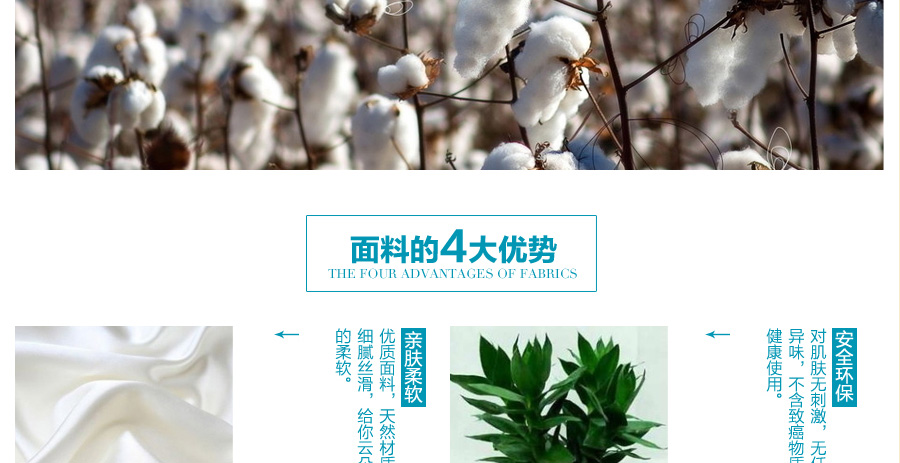 面料的4大优势
THE FOUR ADVANTAGES OF FABRICS
安全环保
对肌肤无刺激，无
异味，不含致癌物
健康使用。
亲肤柔软
优质面料，天然材质
细腻丝滑，给你云朵
的柔软。